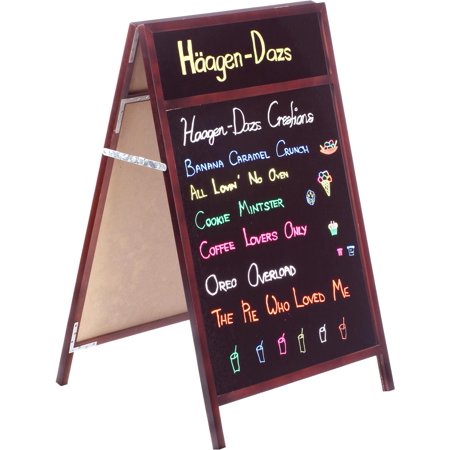 Häagen-Dazs
Haagen-Dazs Creations
BANANA CARAMEL CRUNCH
ALL LOVIN' NO OVEN
COOKIE MINTSTER
COFFEE LOVERS ONLY
OREO OVERLOAD
THE PIE WHO LOVED ME